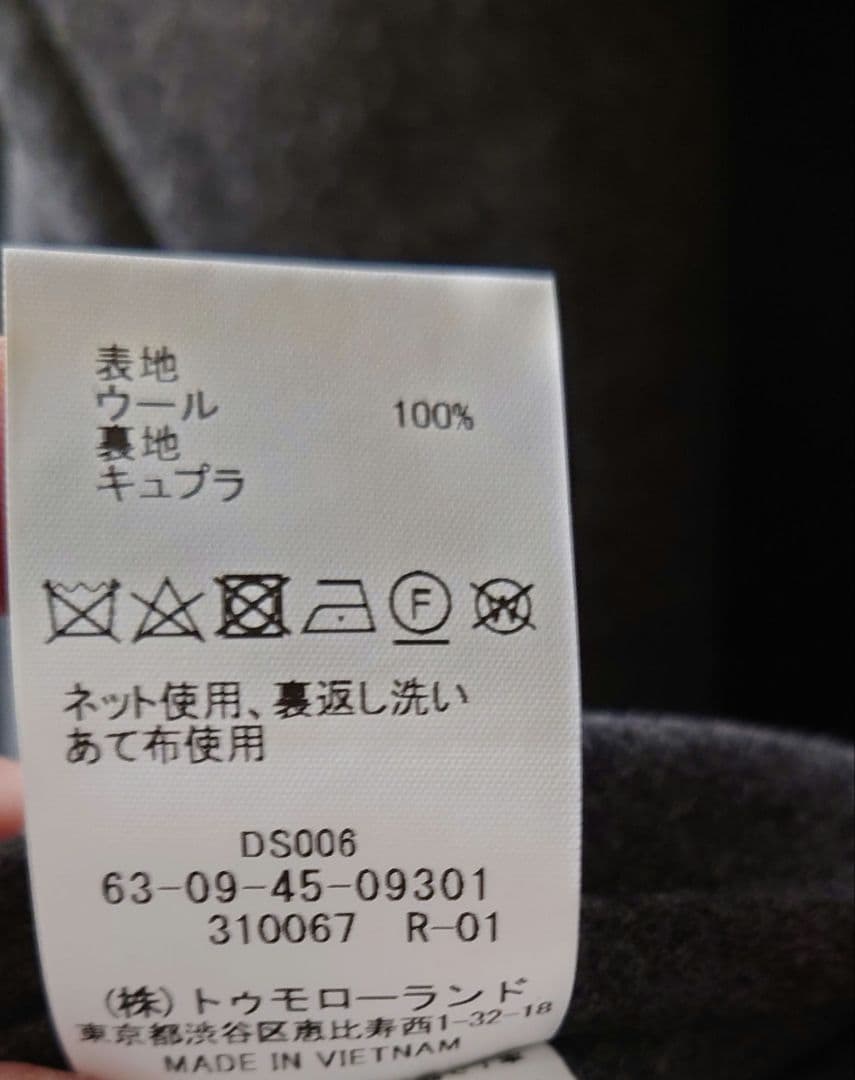 表地
ウール 100%
裏地
キュプラ
F W
ネット使用、裏返し洗い
あて布使用
DS006
63-09-45-09301
310067 R-01
(株)トゥモローランド
東京都渋谷区恵比寿西1-32-18
MADE IN VIETNAM